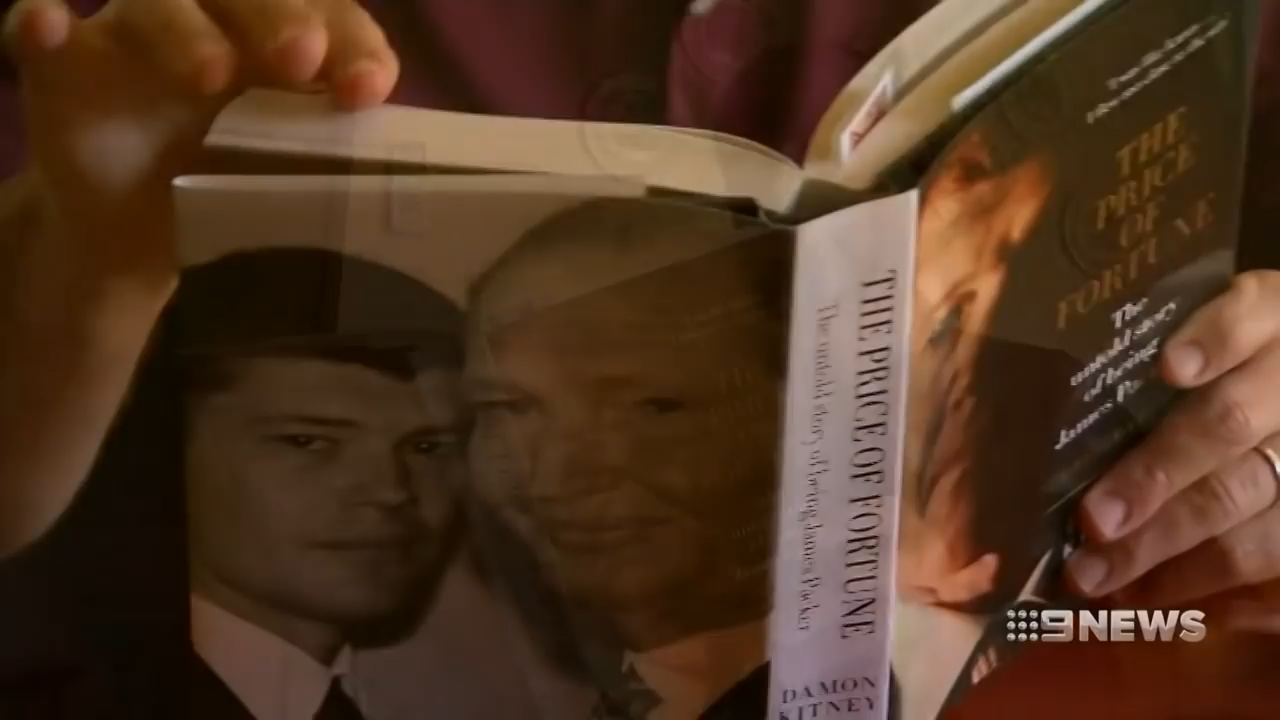 THE PRICE OF FORTUNE
The untold story of being James Packer
DAMON
KITNEY
THE
PRICE
OF
FORTUNE
The
untold story
of being
James
9NEWS